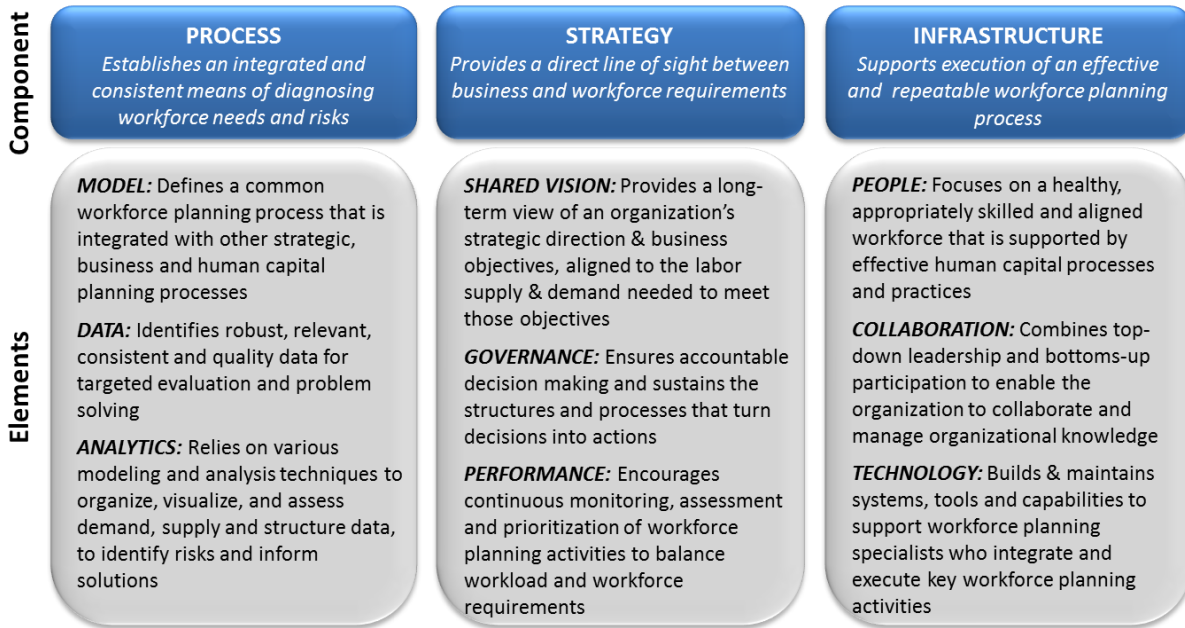 Component
PROCESS
Establishes an integrated and
consistent means of diagnosing
workforce needs and risks
STRATEGY
Provides a direct line of sight between
business and workforce requirements
INFRASTRUCTURE
Supports execution of an effective
and repeatable workforce planning
process
Elements
MODEL: Defines a common
workforce planning process that is
integrated with other strategic,
business and human capital
planning processes
DATA: Identifies robust, relevant,
consistent and quality data for
targeted evaluation and problem
solving
ANALYTICS: Relies on various
modeling and analysis techniques to
organize, visualize, and assess
demand, supply and structure data,
to identify risks and inform
solutions
SHARED VISION: Provides a long-
term view of an organization's
strategic direction & business
objectives, aligned to the labor
supply & demand needed to meet
those objectives
GOVERNANCE: Ensures accountable
decision making and sustains the
structures and processes that turn
decisions into actions
PERFORMANCE: Encourages
continuous monitoring, assessment
and prioritization of workforce
planning activities to balance
workload and workforce
requirements
PEOPLE: Focuses on a healthy,
appropriately skilled and aligned
workforce that is supported by
effective human capital processes
and practices
COLLABORATION: Combines top-
down leadership and bottoms-up
participation to enable the
organization to collaborate and
manage organizational knowledge
TECHNOLOGY: Builds & maintains
systems, tools and capabilities to
support workforce planning
specialists who integrate and
execute key workforce planning
activities